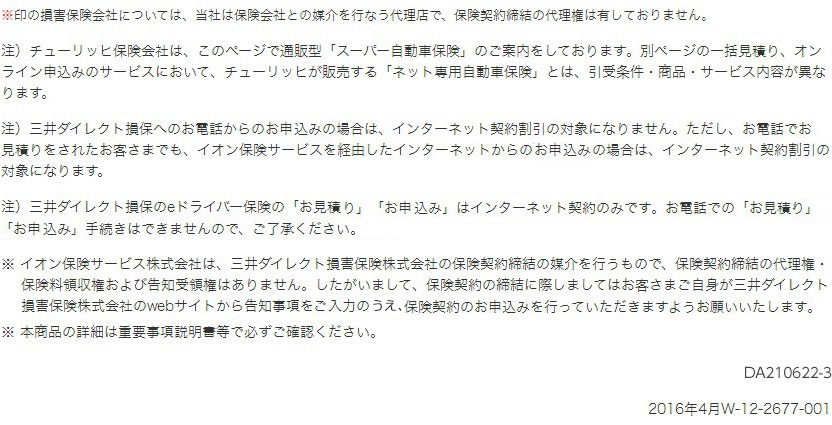 ※印の損害保険会社については、当社は保険会社との媒介を行なう代理店で、保険契約締結の代理権は有しておりません。
注）チューリッヒ保険会社は、このページで通販型「スーパー自動車保険」のご案内をしております。別ページの一括見積り、オン
ライン申込みのサービスにおいて、チューリッヒが販売する「ネット専用自動車保険」とは、引受条件・商品・サービス内容が異な
ります。
注）三井ダイレクト損保へのお電話からのお申込みの場合は、インターネット契約割引の対象になりません。ただし、お電話でお
見積りをされたお客さまでも、イオン保険サービスを経由したインターネットからのお申込みの場合は、インターネット契約割引の
対象になります。
注）三井ダイレクト損保のeドライバー保険の「お見積り」「お申込み」はインターネット契約のみです。お電話での「お見積り」
「お申込み」手続きはできませんので、ご了承ください。
※ イオン保険サービス株式会社は、三井ダイレクト損害保険株式会社の保険契約締結の媒介を行うもので、保険契約締結の代理権・
保険料領収権および告知受領権はありません。したがいまして、保険契約の締結に際しましてはお客さまご自身が三井ダイレクト
損害保険株式会社のwebサイトから告知事項をご入力のうえ、保険契約のお申込みを行っていただきますようお願いいたします。
※ 本商品の詳細は重要事項説明書等で必ずご確認ください。
DA210622-3
2016年4月W-12-2677-001